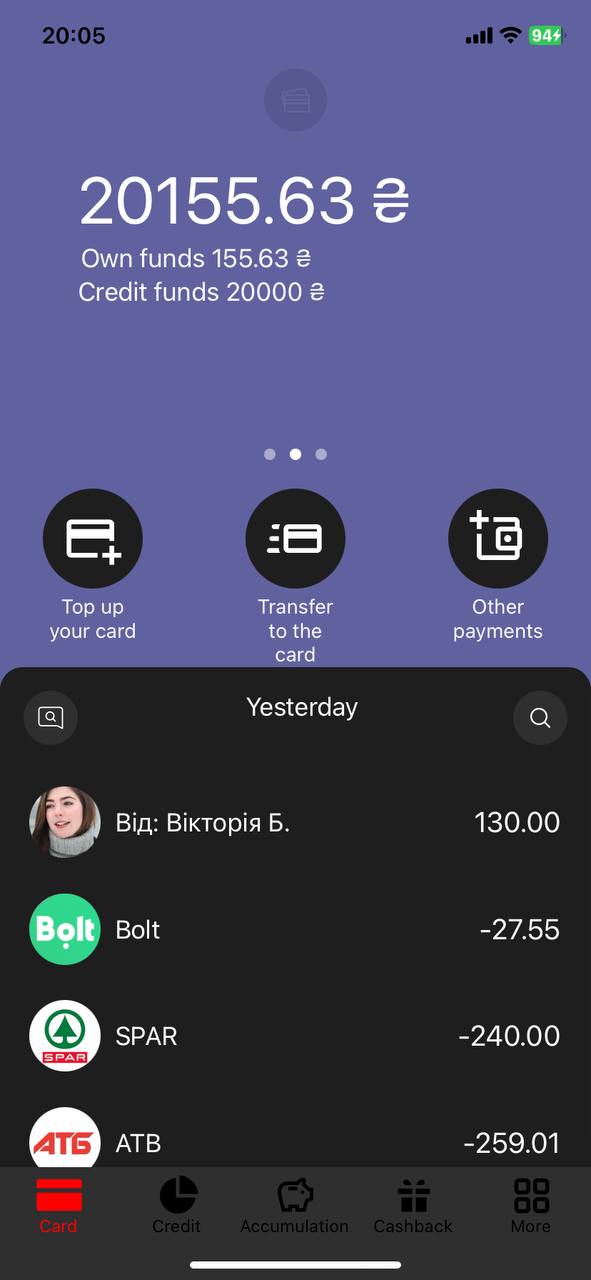 20:05
94
20155.63 ₴
Own funds 155.63 ₴
Credit funds 20000 ₴
Top up
your card
Transfer
to the
card
Other
payments
Yesterday
Від: Вікторія Б.
130.00
Bolt
Bolt
-27.55
SPAR
SPAR
-240.00
АТБ
ATB
-259.01
Card
Credit
Accumulation
Cashback
More